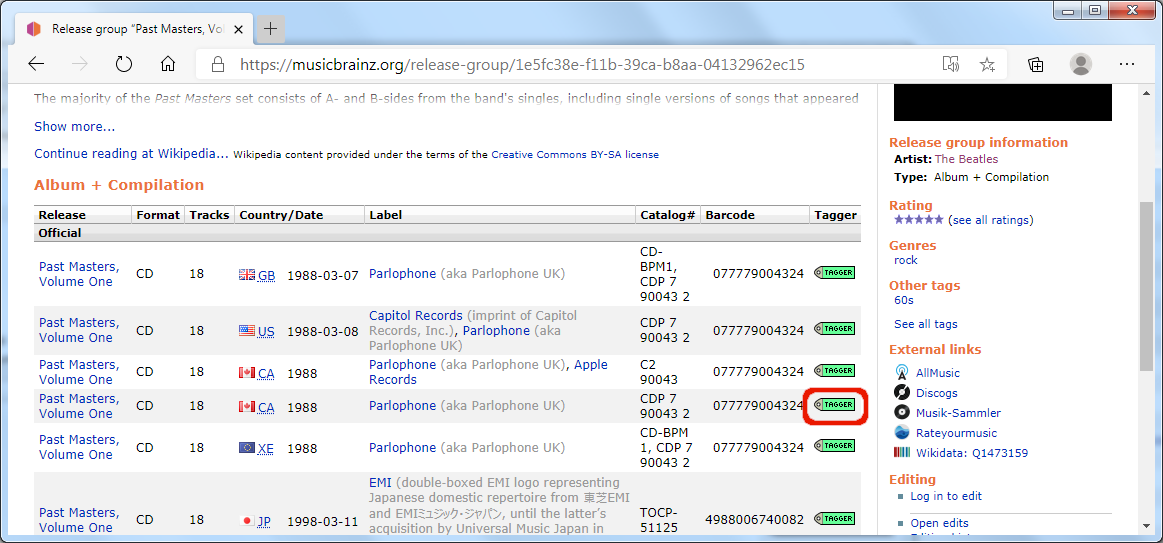 Release group "Past Masters, Vo
https://musicbrainz.org/release-group/1e5fc38e-f11b-39ca-b8aa-04132962ec15
The majority of the Past Masters set consists of A- and B-sides from the band's singles, including single versions of songs that appeared
Show more...
Continue reading at Wikipedia... Wikipedia content provided under the terms of the Creative Commons BY-SA license
Album + Compilation
Release Format Tracks Country/Date Label Catalog# Barcode Tagger
Official
Past Masters,
Volume One
CD 18 GB 1988-03-07 Parlophone (aka Parlophone UK)
CD-
BPM1,
CDP 7
90043 2
077779004324 TAGGER
Past Masters,
Volume One
CD 18 US 1988-03-08
Capitol Records (imprint of Capitol
Records, Inc.), Parlophone (aka
Parlophone UK)
CDP 7
90043 2
077779004324 TAGGER
Past Masters,
Volume One
CD 18 CA 1988
Parlophone (aka Parlophone UK), Apple
Records
C2
90043
077779004324 TAGGER
Past Masters,
Volume One
CD 18 CA 1988 Parlophone (aka Parlophone UK)
CDP 7
90043 2
077779004324 TAGGER
Past Masters,
Volume One
CD 18 XE 1988 Parlophone (aka Parlophone UK)
CD-BPM
1, CDP 7
90043 2
077779004324 TAGGER
Past Masters,
Volume One
CD 18 JP 1998-03-11
EMI (double-boxed EMI logo representing
Japanese domestic repertoire from 東芝EMI
and EMIミュージック・ジャパン, until the latter's
acquisition by Universal Music Japan in
TOCP-
51125
4988006740082 TAGGER
Release group information
Artist: The Beatles
Type: Album + Compilation
Rating
(see all ratings)
Genres
rock
Other tags
60s
See all tags
External links
AllMusic
Discogs
Musik-Sammler
Rateyourmusic
Wikidata: Q1473159
Editing
Log in to edit
Open edits